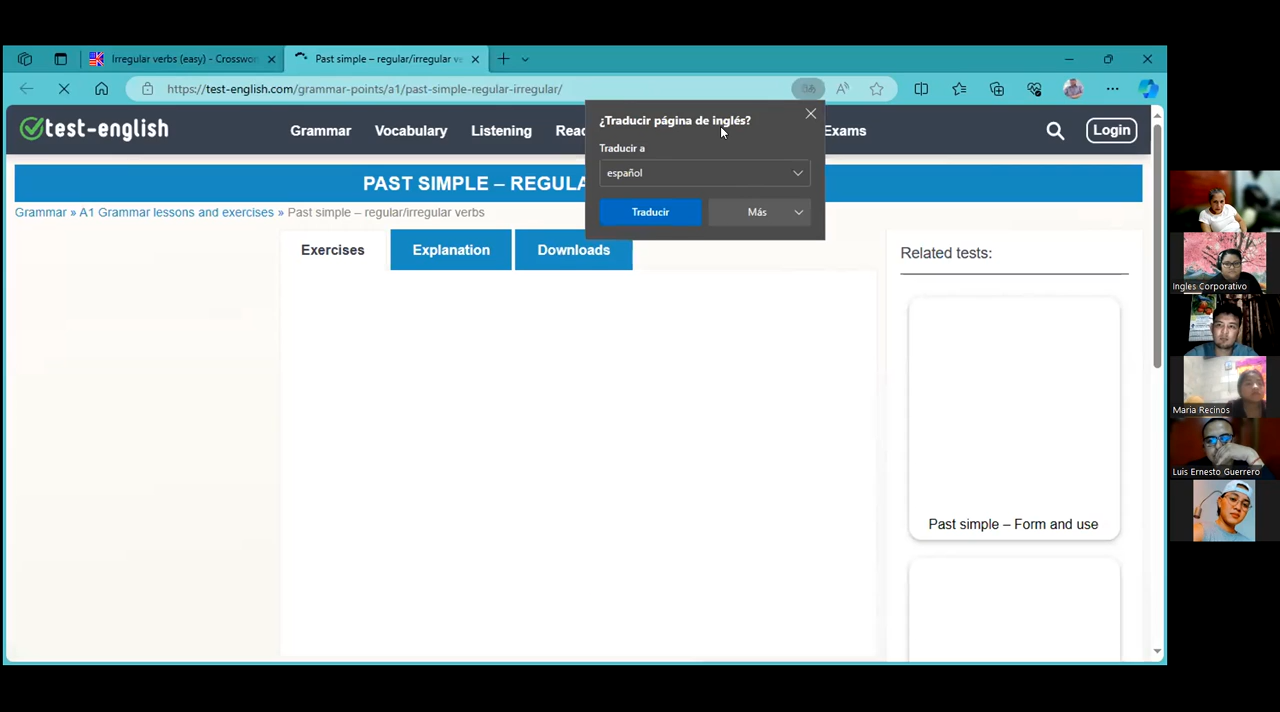 Irregular verbs (easy) - Crosswor
Past simple – regular/irregular ve
https://test-english.com/grammar-points/a1/past-simple-regular-irregular/
test-english
Grammar
Vocabulary
Listening
Exams
Login
¿Traducir página de inglés?
Traducir a
español
Traducir
Más
PAST SIMPLE – REGULA
Grammar » A1 Grammar lessons and exercises » Past simple – regular/irregular verbs
Exercises
Explanation
Downloads
Related tests:
Past simple – Form and use
Ingles Corporativo
Maria Recinos
Luis Ernesto Guerrero